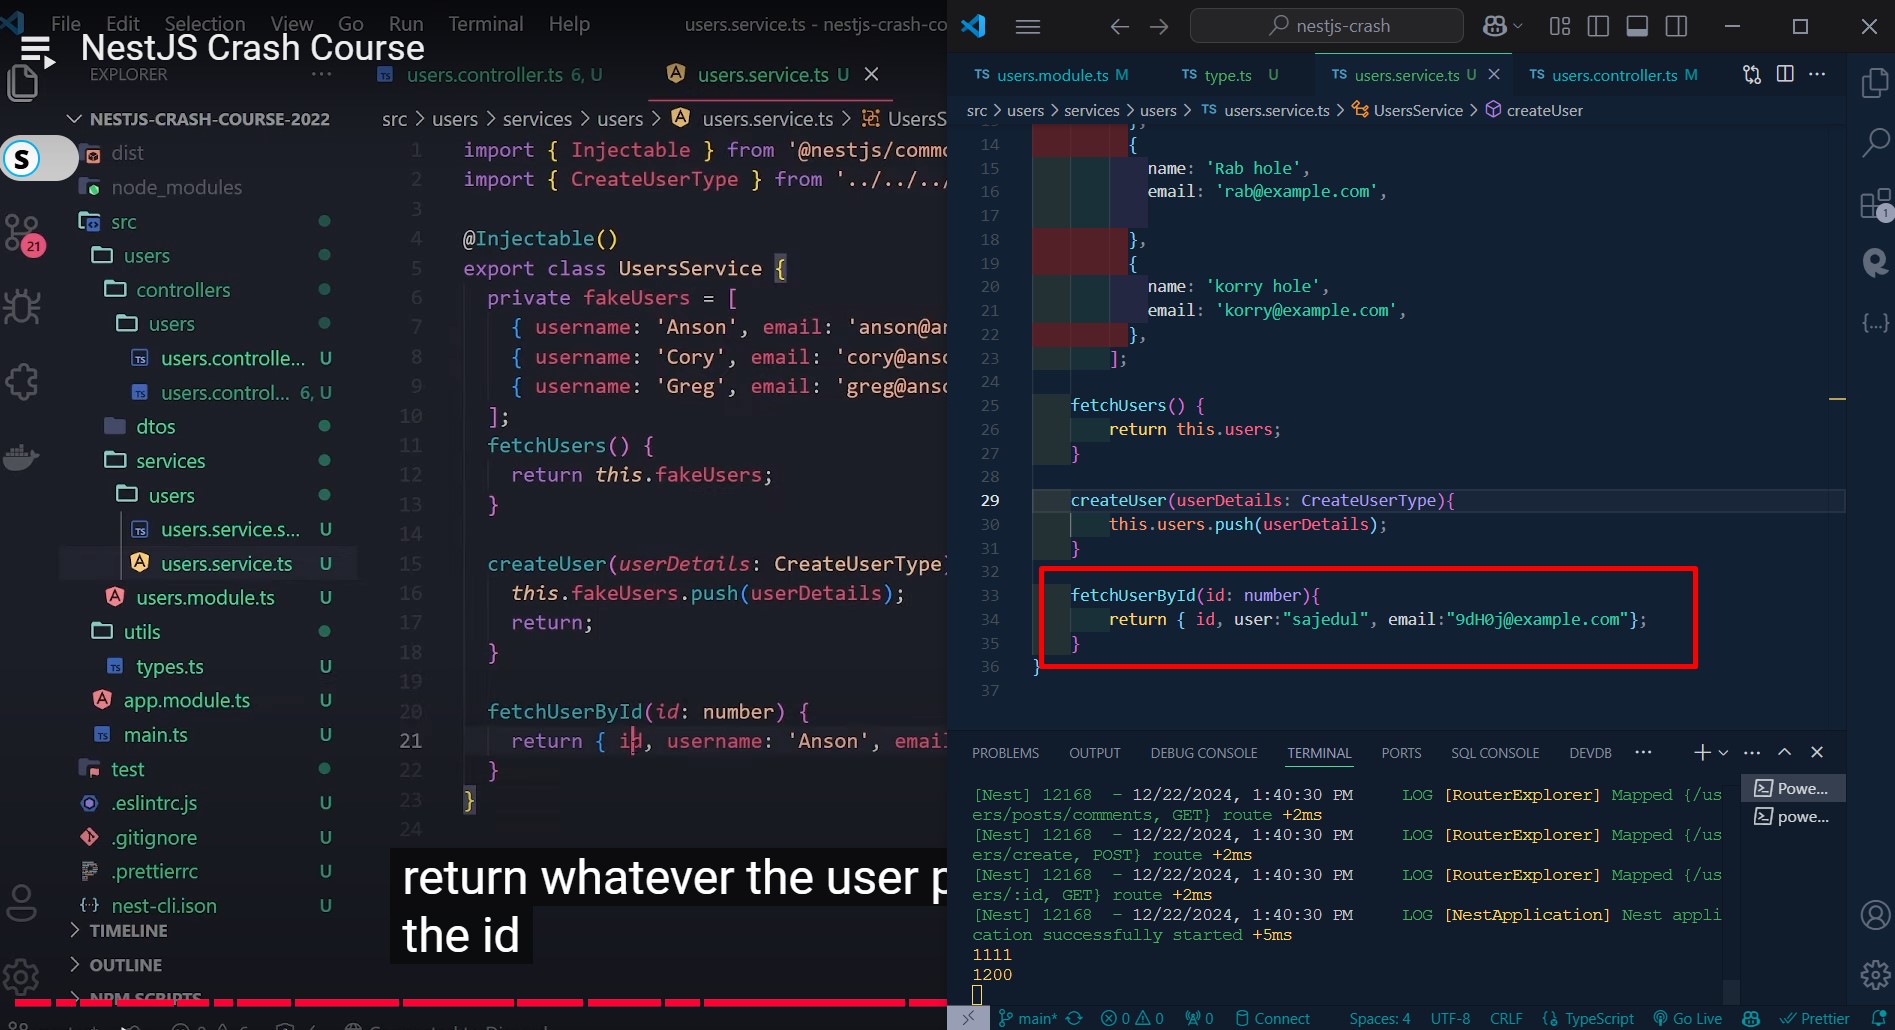 File Edit Selection View Go Run Terminal Help
users.service.ts - nestjs-crash-co
NestJS Crash Course
EXPLORER
users.controller.ts 6, U
users.service.ts U
NESTJS-CRASH-COURSE-2022
src > users > services > users > users.service.ts > UsersS
S
dist
node_modules
src
users
controllers
users
users.controlle... U
users.control... 6, U
dtos
services
users
users.service.s... U
users.service.ts U
users.module.ts U
utils
types.ts U
app.module.ts U
main.ts U
test
.eslintrc.js U
.gitignore U
.prettierrc U
nest-cli.json U
TIMELINE
OUTLINE
NPM SCRIPTS
21
1 import { Injectable } from '@nestjs/commo
2 import { CreateUserType } from '../../../
3
4 @Injectable()
5 export class UsersService {
6 private fakeUsers = [
7 { username: 'Anson', email: 'anson@an
8 { username: 'Cory', email: 'cory@anso
9 { username: 'Greg', email: 'greg@anso
10 ];
11 fetchUsers() {
12 return this.fakeUsers;
13 }
14
15 createUser(userDetails: CreateUserType)
16 this.fakeUsers.push(userDetails);
17 return;
18 }
19
20 fetchUserById(id: number) {
21 return { id, username: 'Anson', email
22 }
23 }
24
return whatever the user p
the id
nestjs-crash
TS users.module.ts M
TS type.ts U
TS users.service.ts U
TS users.controller.ts M
src > users > services > users > TS users.service.ts > UsersService > createUser
},
14 {
15 name: 'Rab hole',
16 email: 'rab@example.com',
17
18 },
19 {
20 name: 'korry hole',
21 email: 'korry@example.com',
22 },
23 ];
24
25 fetchUsers() {
26 return this.users;
27 }
28
29 createUser(userDetails: CreateUserType){
30 this.users.push(userDetails);
31 }
32
33 fetchUserById(id: number){
34 return { id, user:"sajedul", email:"9dH0j@example.com"};
35 }
36 }
37
1
PROBLEMS OUTPUT DEBUG CONSOLE TERMINAL PORTS SQL CONSOLE DEVDB
[Nest] 12168 - 12/22/2024, 1:40:30 PM LOG [RouterExplorer] Mapped {/us
ers/posts/comments, GET} route +2ms
[Nest] 12168 - 12/22/2024, 1:40:30 PM LOG [RouterExplorer] Mapped {/us
ers/create, POST} route +2ms
[Nest] 12168 - 12/22/2024, 1:40:30 PM LOG [RouterExplorer] Mapped {/us
ers/:id, GET} route +2ms
[Nest] 12168 - 12/22/2024, 1:40:30 PM LOG [NestApplication] Nest appli
cation successfully started +5ms
1111
1200
Powe...
powe...
main* 0 0 0 Connect Spaces: 4 UTF-8 CRLF TypeScript Go Live Prettier